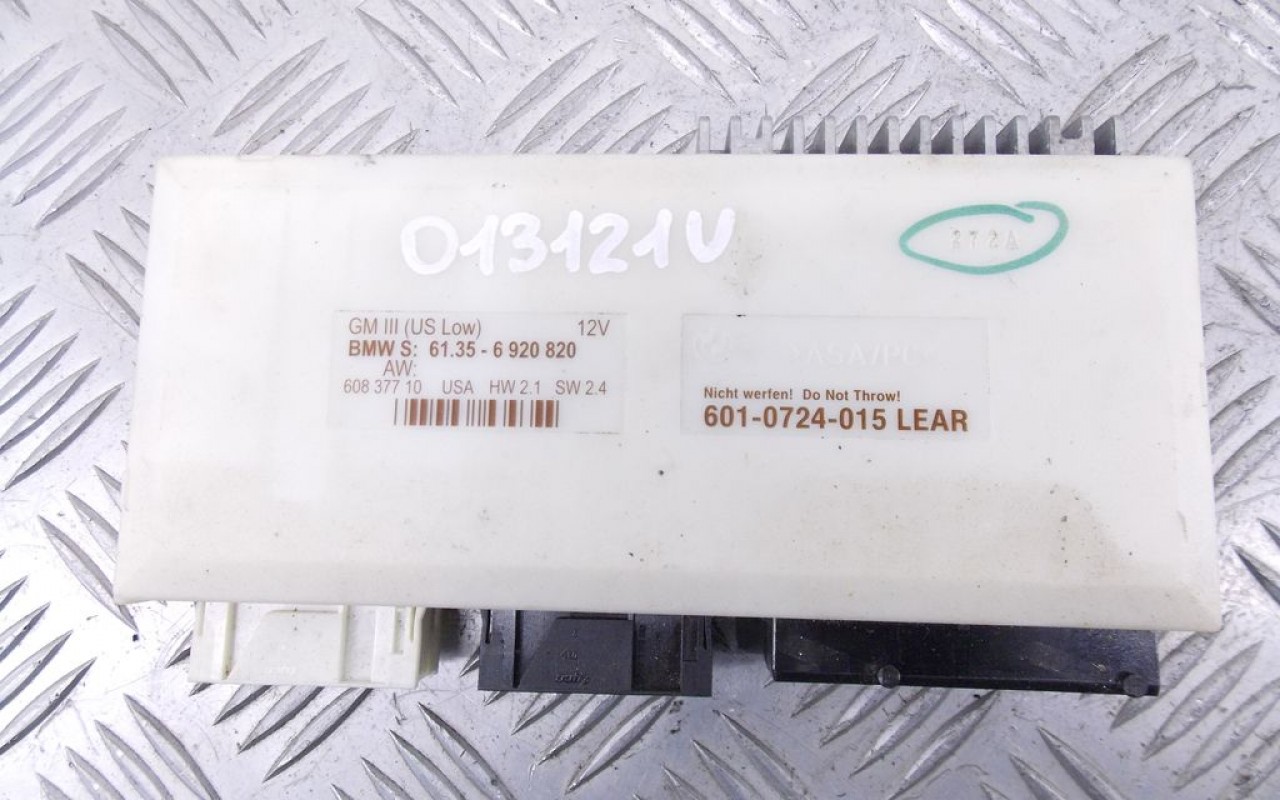 013121U
272A
GM III (US Low) 12V
BMW S: 61.35 - 6 920 820
AW:
608 377 10 USA HW 2.1 SW 2.4
Nicht werfen! Do Not Throw!
601-0724-015 LEAR